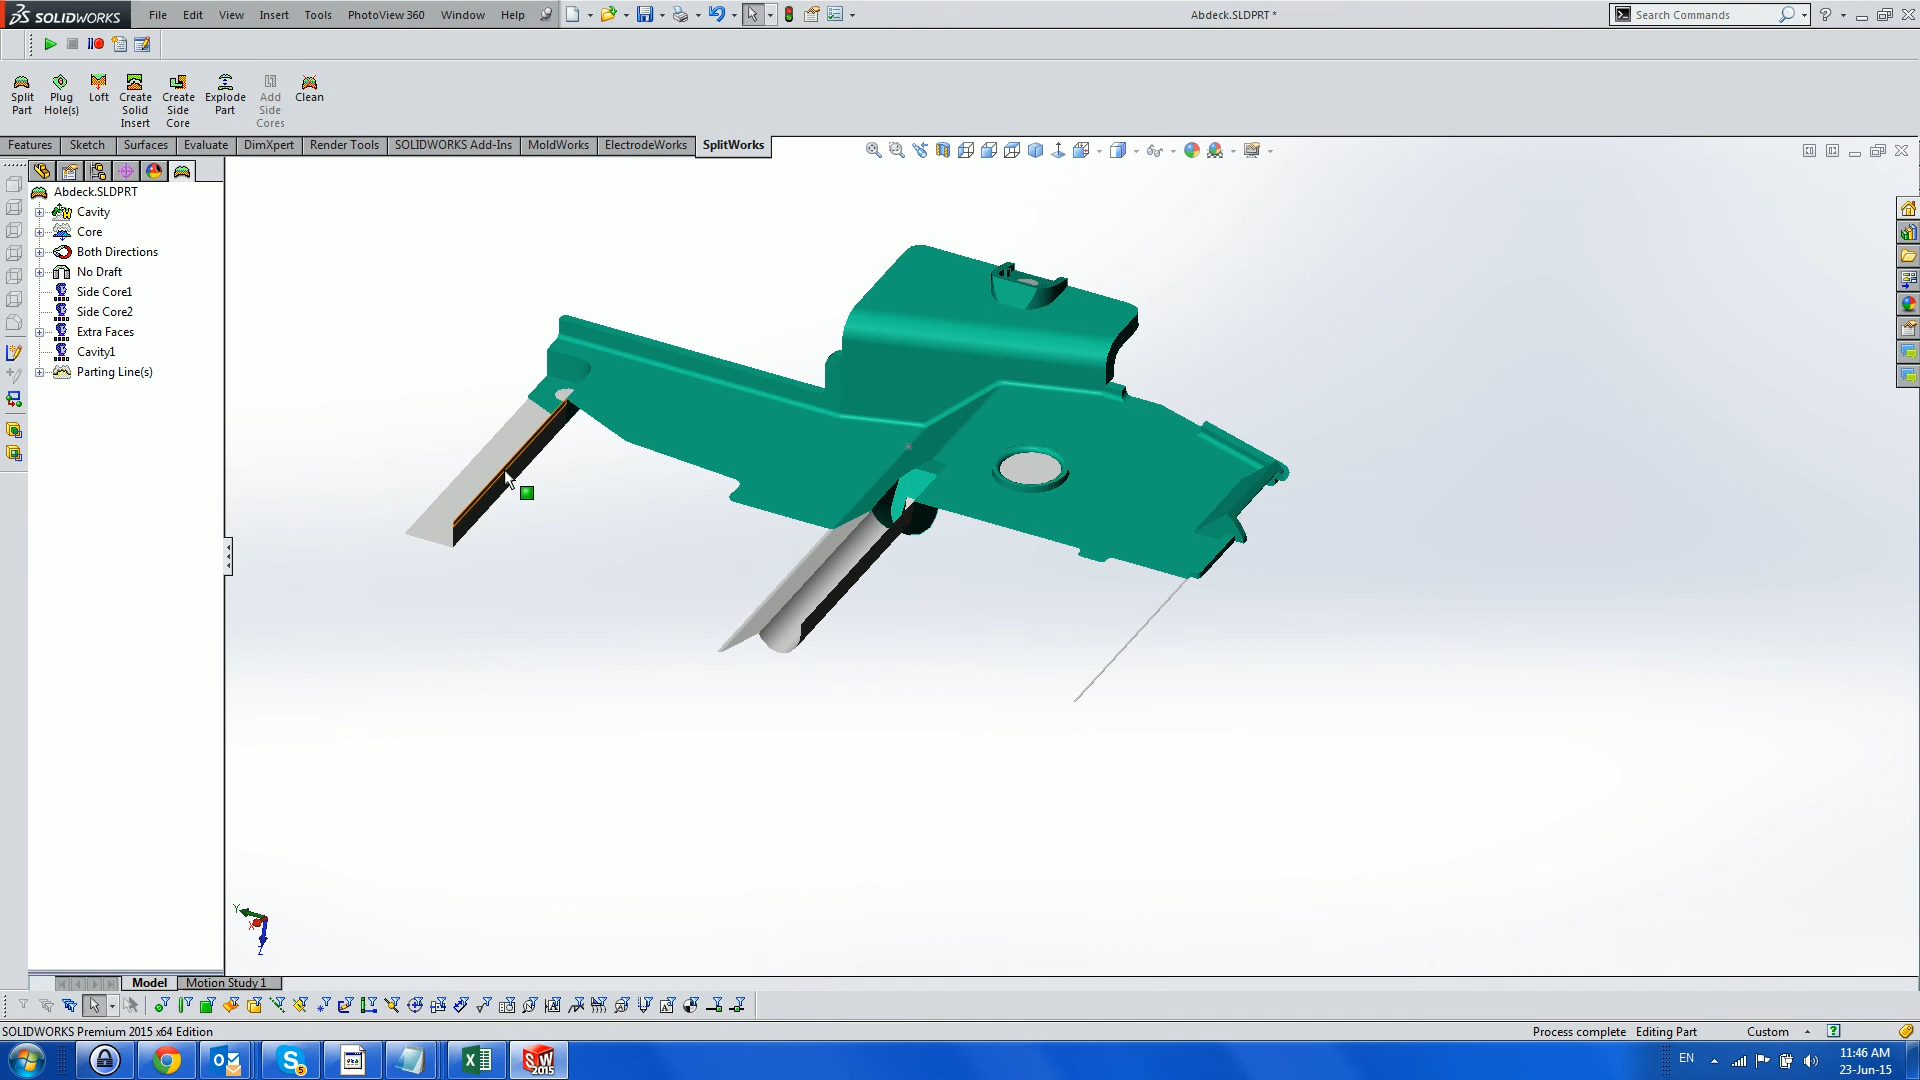 SOLIDWORKS File Edit View Insert Tools PhotoView 360 Window Help Abdeck.SLDPRT * Search Commands
Split Part
Plug Hole(s)
Loft
Create Solid Insert
Create Side Core
Explode Part
Add Side Cores
Clean
Features Sketch Surfaces Evaluate DimXpert Render Tools SOLIDWORKS Add-Ins MoldWorks ElectrodeWorks SplitWorks
Abdeck.SLDPRT
Cavity
Core
Both Directions
No Draft
Side Core1
Side Core2
Extra Faces
Cavity1
Parting Line(s)
Y
X
Z
Model Motion Study 1
SOLIDWORKS Premium 2015 x64 Edition Process complete Editing Part Custom
EN 11:46 AM
23-Jun-15